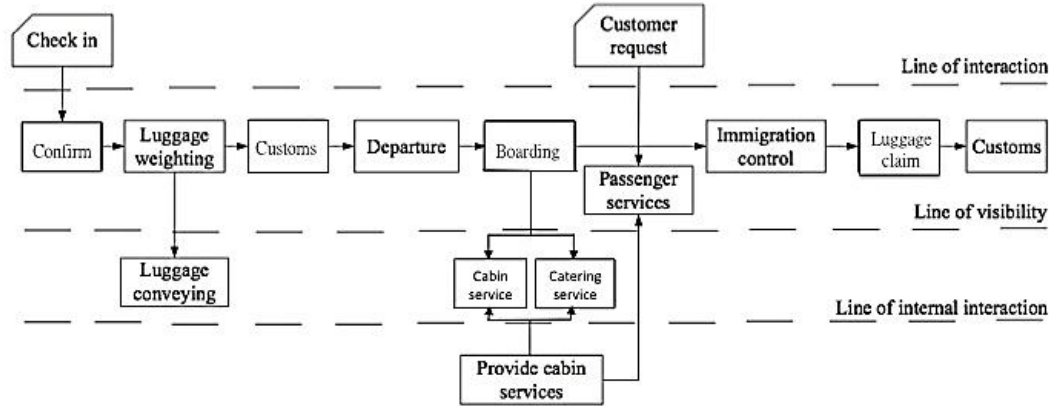 Check in
Customer
request
Line of interaction
Confirm
Luggage
weighting
Customs
Departure
Boarding
Immigration
control
Luggage
claim
Customs
Passenger
services
Line of visibility
Luggage
conveying
Cabin
service
Catering
service
Line of internal interaction
Provide cabin
services